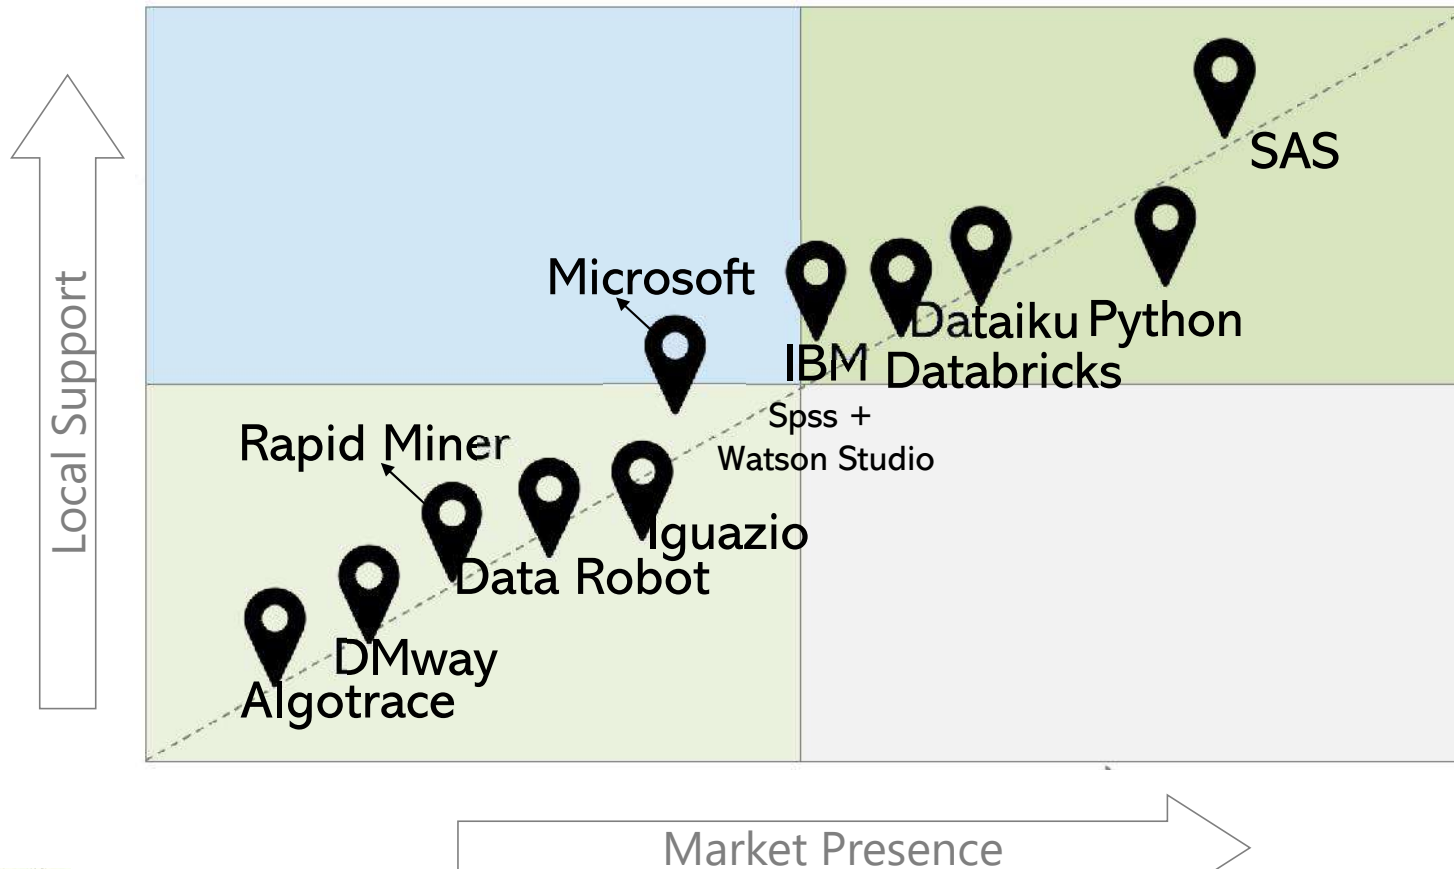 SAS
Microsoft
Dataiku
Python
IBM
Databricks
Spss +
Watson Studio
Rapid Miner
Iguazio
Data Robot
DMway
Algotrace
Local Support
Market Presence